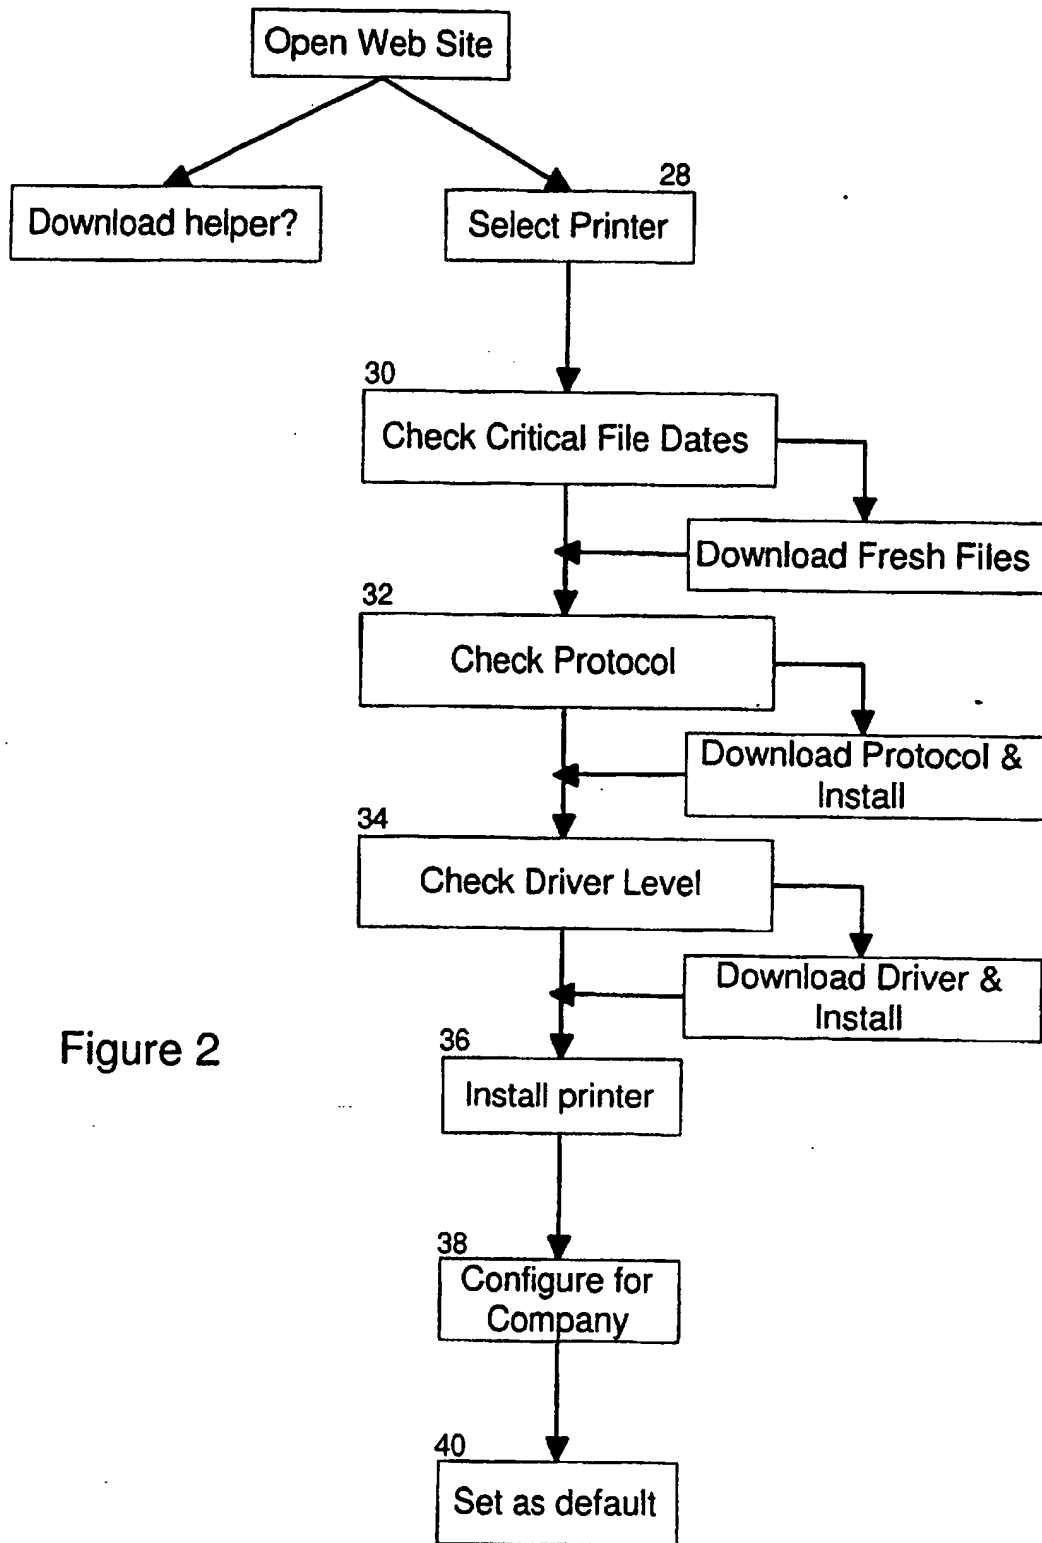 Open Web Site
28
Download helper?
Select Printer
30
Check Critical File Dates
Download Fresh Files
32
Check Protocol
Download Protocol &
Install
34
Check Driver Level
Download Driver &
Install
Figure 2
36
Install printer
38
Configure for
Company
40
Set as default